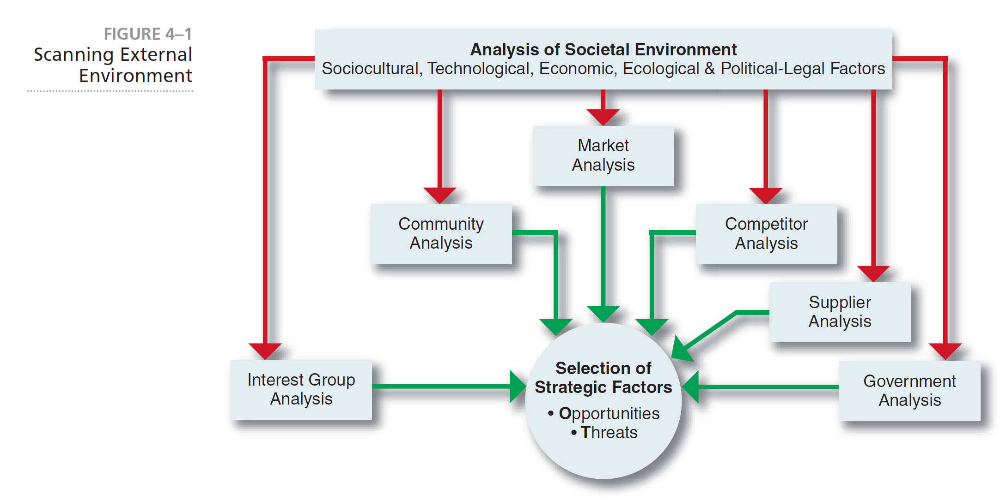 FIGURE 4–1
Scanning External
Environment
Analysis of Societal Environment
Sociocultural, Technological, Economic, Ecological & Political-Legal Factors
Market
Analysis
Community
Analysis
Competitor
Analysis
Supplier
Analysis
Interest Group
Analysis
Selection of
Strategic Factors
• Opportunities
• Threats
Government
Analysis